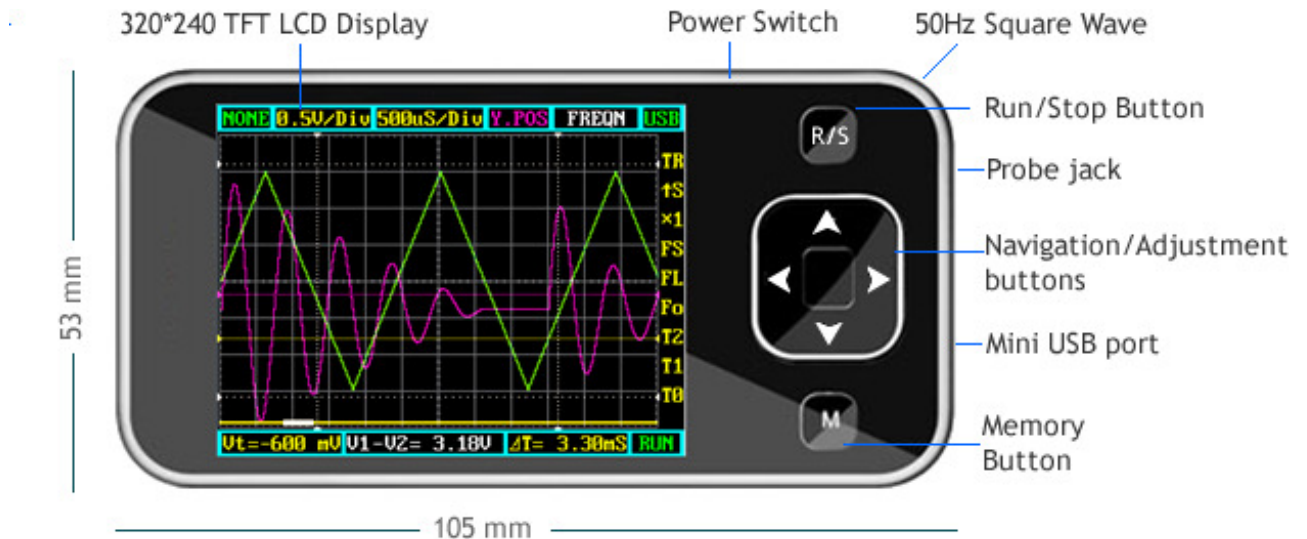 320*240 TFT LCD Display
Power Switch
50Hz Square Wave
Run/Stop Button
Probe jack
Navigation/Adjustment
buttons
Mini USB port
Memory
Button
53 mm
105 mm
NONE 0.5V/Div 500uS/Div Y.POS FREQN USB
TR
↑S
×1
FS
FL
Fo
T2
T1
T0
Vt=-600 mV V1-V2= 3.18V ⊿T= 3.30mS RUN
R/S
M